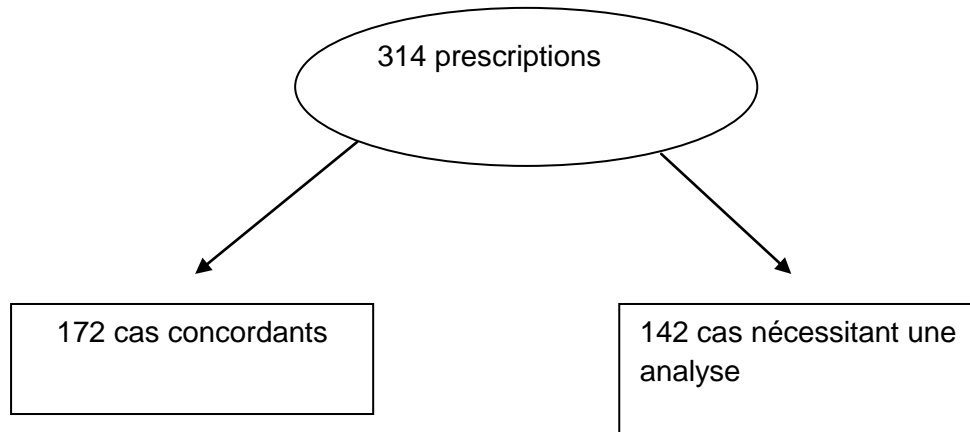 314 prescriptions
172 cas concordants
142 cas nécessitant une
analyse